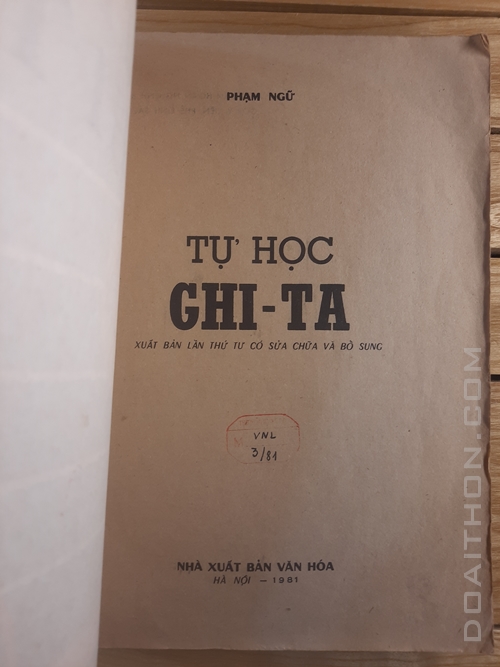 PHẠM NGỮ
TỰ HỌC
GHI-TA
XUẤT BẢN LẦN THỨ TƯ CÓ SỬA CHỮA VÀ BỔ SUNG
VNL
3/81
NHÀ XUẤT BẢN VĂN HÓA
HÀ NỘI – 1981
DOAITHON.COM